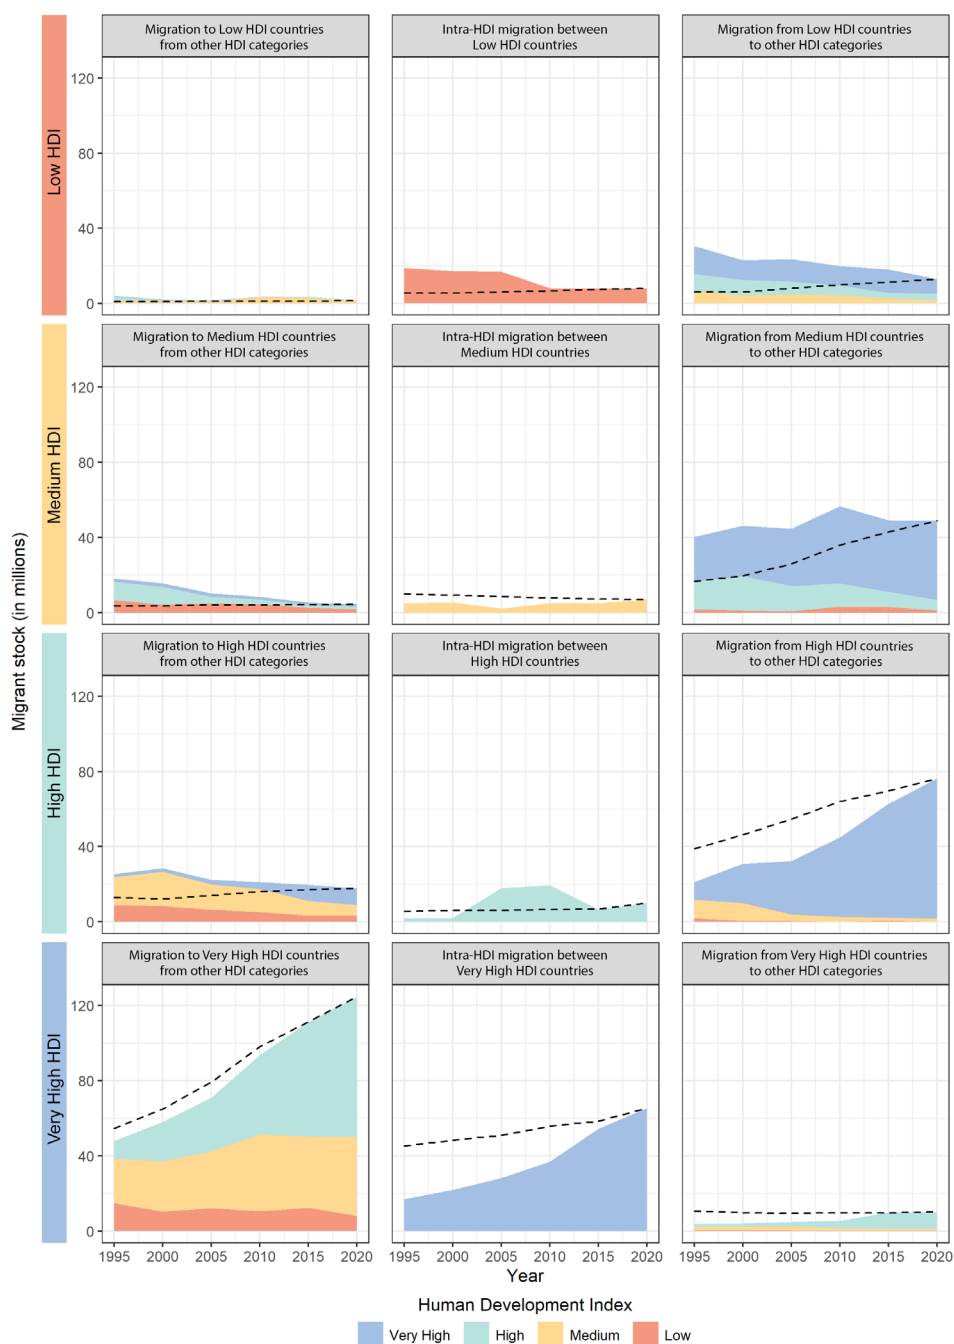 Migration to Low HDI countries
from other HDI categories
Intra-HDI migration between
Low HDI countries
Migration from Low HDI countries
to other HDI categories
Low HDI
120
80
40
0
Migration to Medium HDI countries
from other HDI categories
Intra-HDI migration between
Medium HDI countries
Migration from Medium HDI countries
to other HDI categories
Medium HDI
120
80
40
0
Migrant stock (in millions)
Migration to High HDI countries
from other HDI categories
Intra-HDI migration between
High HDI countries
Migration from High HDI countries
to other HDI categories
High HDI
120
80
40
0
Migration to Very High HDI countries
from other HDI categories
Intra-HDI migration between
Very High HDI countries
Migration from Very High HDI countries
to other HDI categories
Very High HDI
120
80
40
0
1995 2000 2005 2010 2015 2020
1995 2000 2005 2010 2015 2020
1995 2000 2005 2010 2015 2020
Year
Human Development Index
Very High High Medium Low